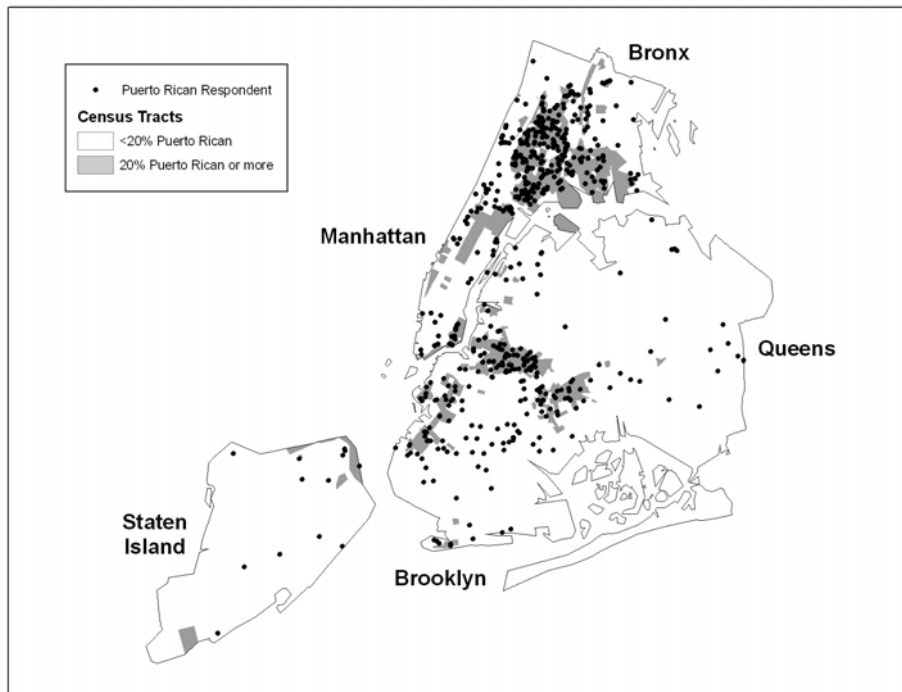 Puerto Rican Respondent
Census Tracts
<20% Puerto Rican
20% Puerto Rican or more
Bronx
Manhattan
Queens
Staten
Island
Brooklyn